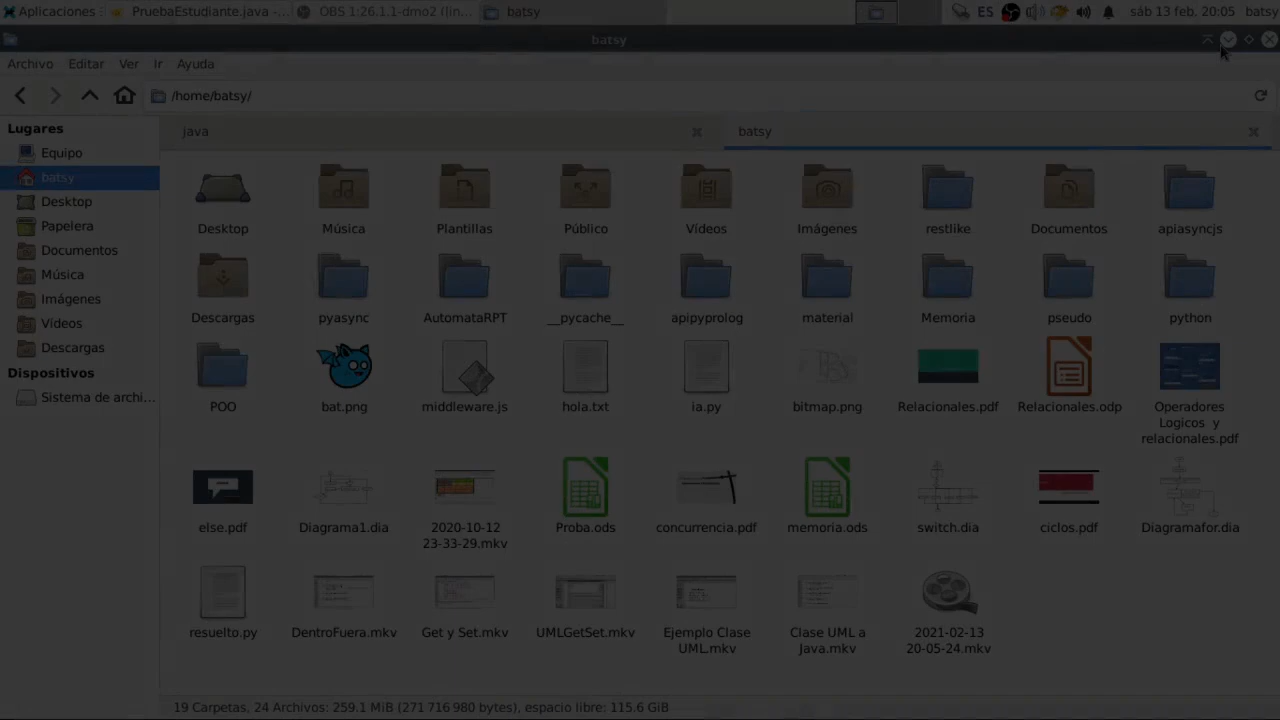 Aplicaciones
PruebaEstudiante.java -...
OBS 1:26.1.1-dmo2 (lin...
batsy
ES
sáb 13 feb, 20:05
batsy
batsy
Archivo Editar Ver Ir Ayuda
/home/batsy/
Lugares
Equipo
batsy
Desktop
Papelera
Documentos
Música
Imágenes
Vídeos
Descargas
Dispositivos
Sistema de archi...
java
batsy
Desktop
Música
Plantillas
Público
Vídeos
Imágenes
restlike
Documentos
apiasyncjs
Descargas
pyasync
AutomataRPT
__pycache__
apipyprolog
material
Memoria
pseudo
python
POO
bat.png
middleware.js
hola.txt
ia.py
bitmap.png
Relacionales.pdf
Relacionales.odp
Operadores
Logicos y
relacionales.pdf
else.pdf
Diagrama1.dia
2020-10-12
23-33-29.mkv
Proba.ods
concurrencia.pdf
memoria.ods
switch.dia
ciclos.pdf
Diagramafor.dia
resuelto.py
DentroFuera.mkv
Get y Set.mkv
UMLGetSet.mkv
Ejemplo Clase
UML.mkv
Clase UML a
Java.mkv
2021-02-13
20-05-24.mkv
19 Carpetas, 24 Archivos: 259.1 MiB (271 716 980 bytes), espacio libre: 115.6 GiB